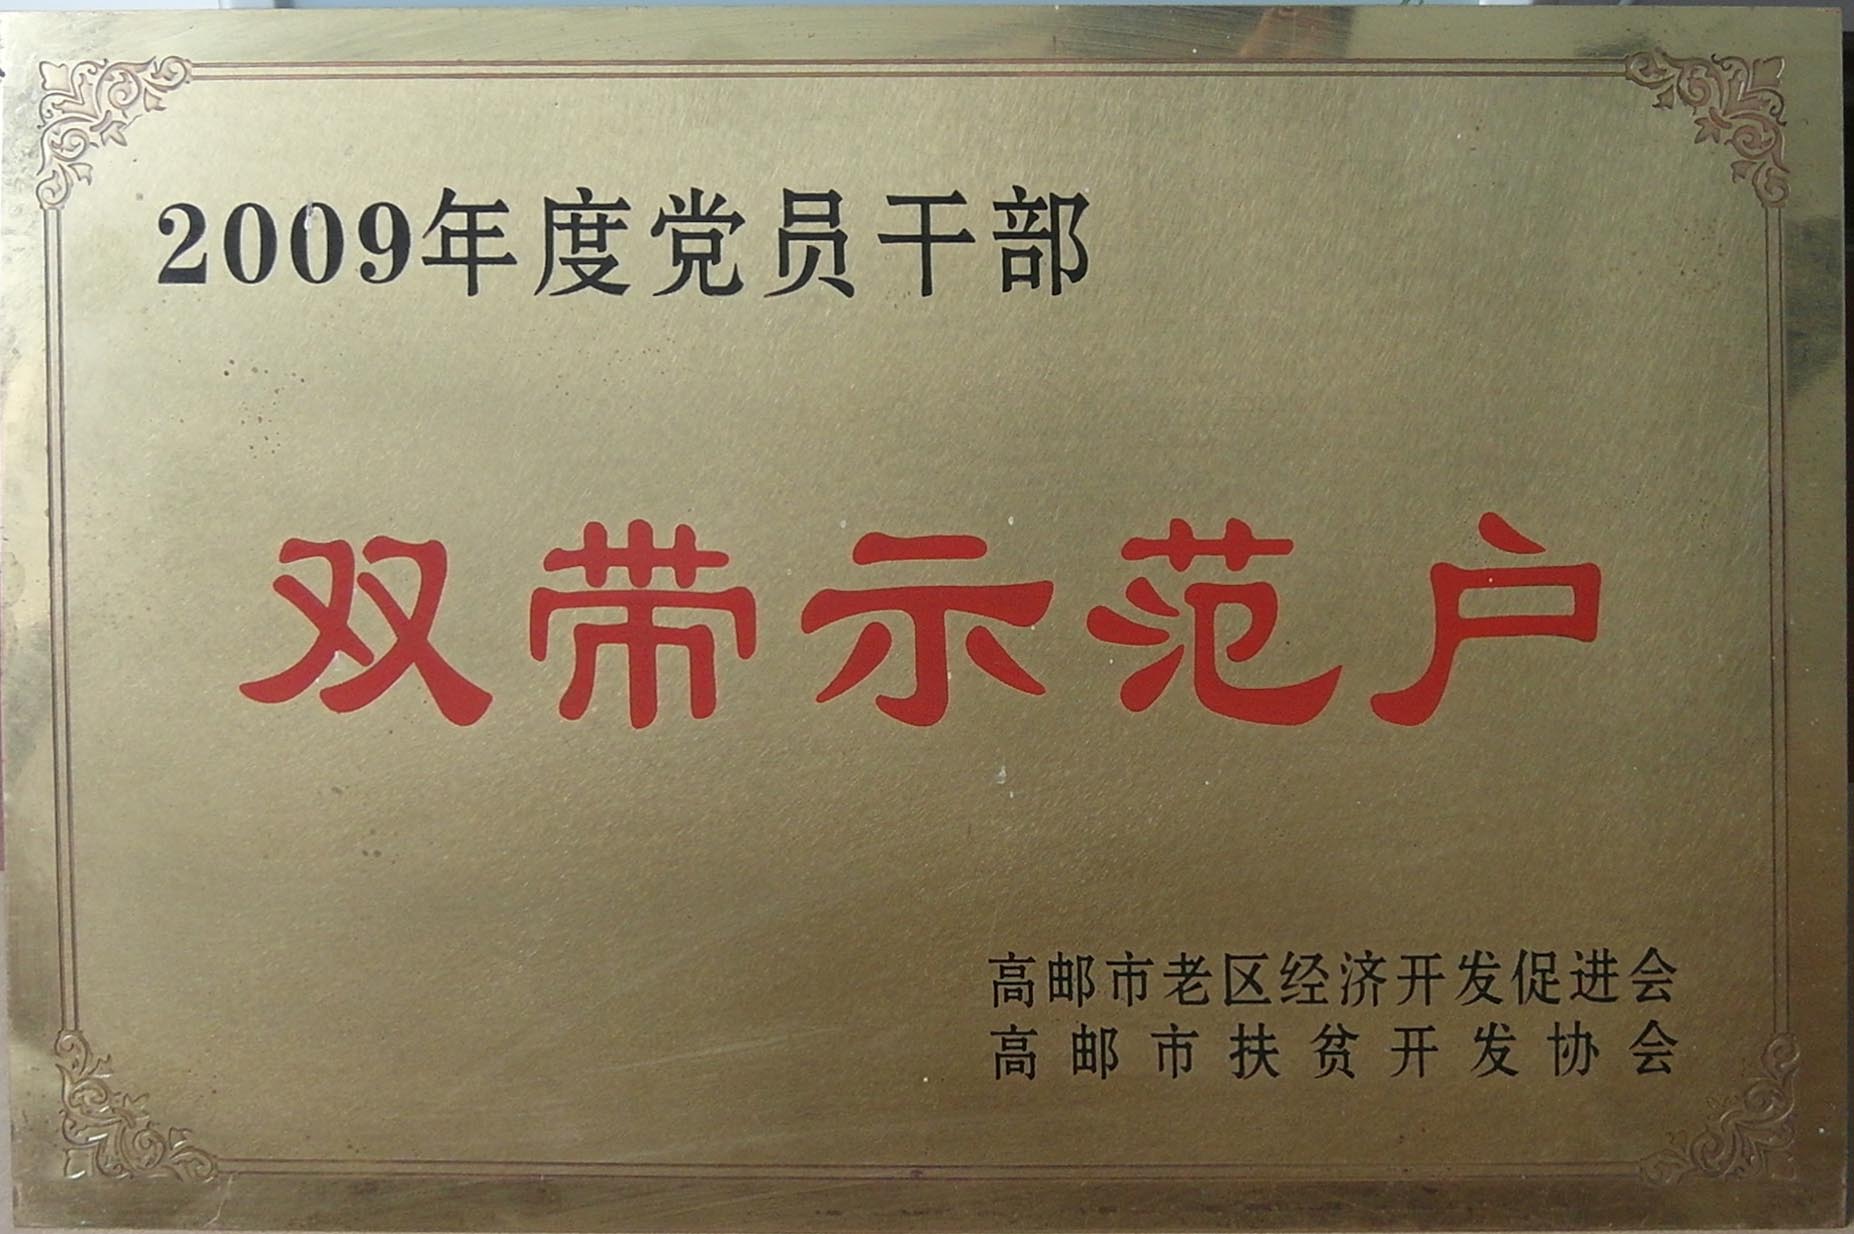 2009年度党员干部
双带示范户
高邮市老区经济开发促进会
高邮市扶贫开发协会